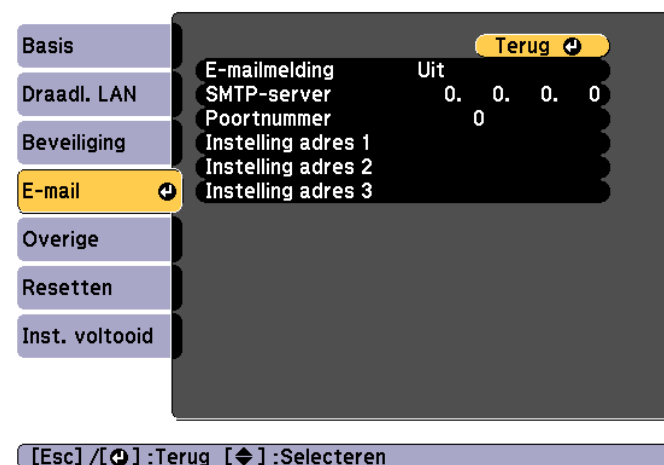 Basis
Draadl. LAN
Beveiliging
E-mail
Overige
Resetten
Inst. voltooid
Terug
E-mailmelding Uit
SMTP-server 0. 0. 0. 0
Poortnummer 0
Instelling adres 1
Instelling adres 2
Instelling adres 3
[Esc] /[ ] :Terug [ ] :Selecteren